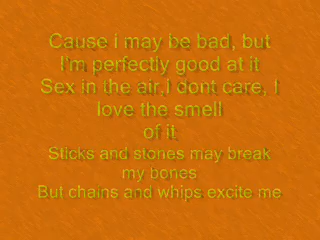 Cause i may be bad, but
I'm perfectly good at it
Sex in the air,I dont care, I
love the smell
of it
Sticks and stones may break
my bones
But chains and whips excite me